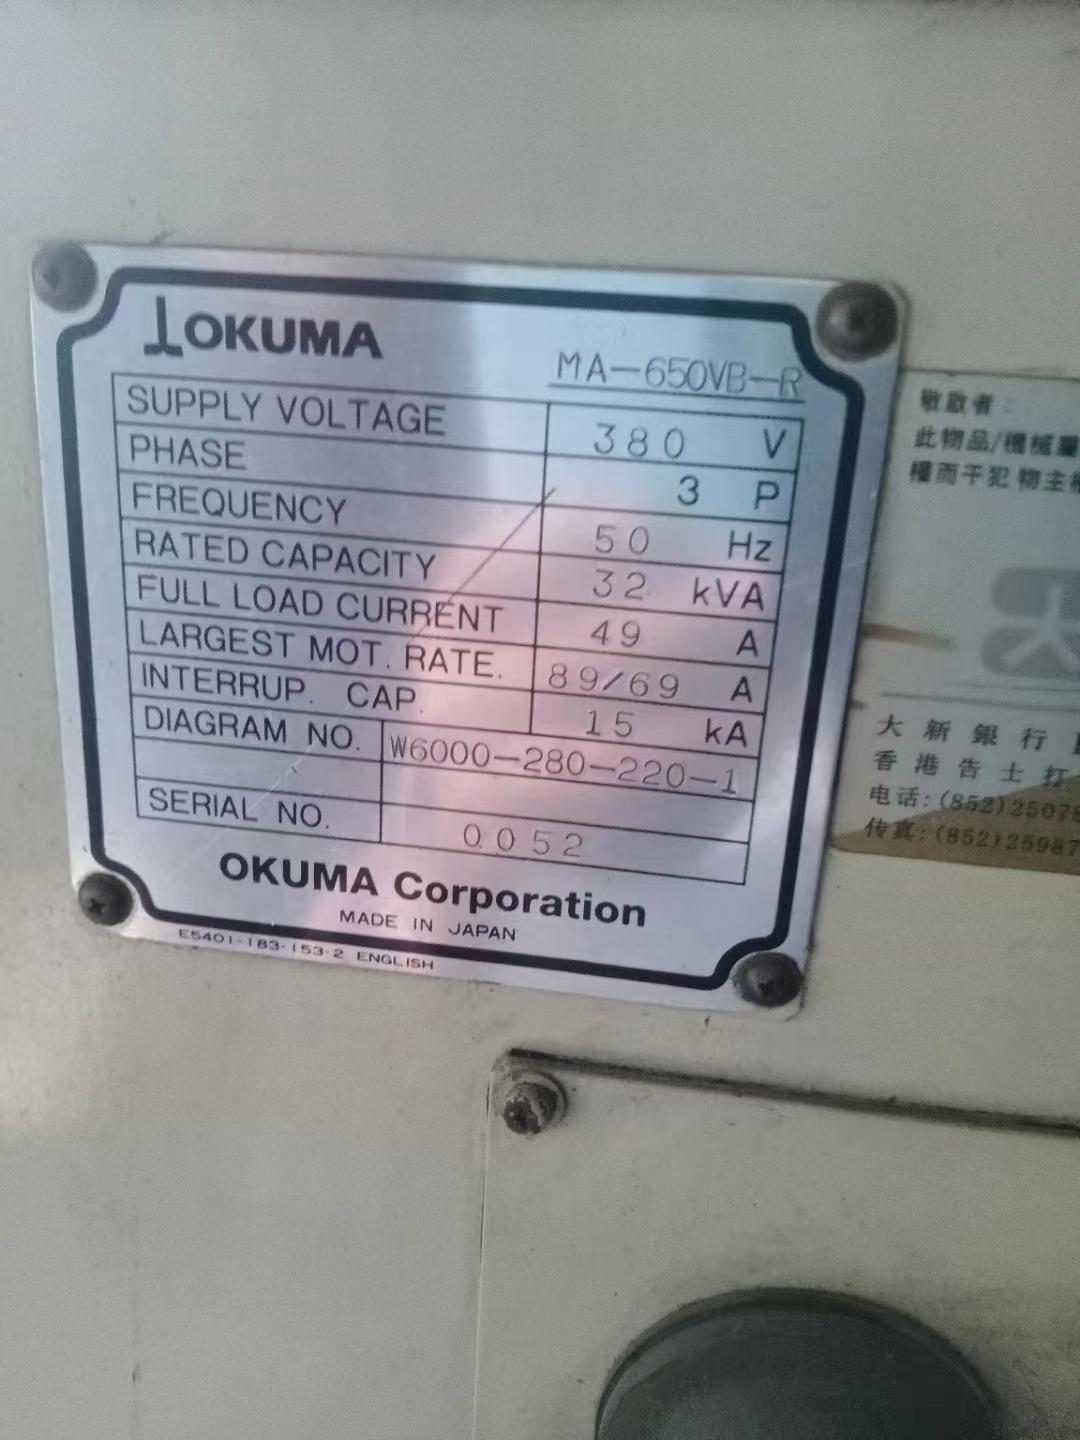 OKUMA
MA-650VB-R
SUPPLY VOLTAGE 380 V
PHASE 3 P
FREQUENCY 50 Hz
RATED CAPACITY 32 kVA
FULL LOAD CURRENT 49 A
LARGEST MOT. RATE. 89/69 A
INTERRUP. CAP. 15 kA
DIAGRAM NO. W6000-280-220-1
SERIAL NO. 0052
OKUMA Corporation
MADE IN JAPAN
E5401-183-153-2 ENGLISH
敬啟者：
此物品/機械屬
權而干犯物主權
大新銀行
香港告士打
电话：(852)25078
传真：(852)25987